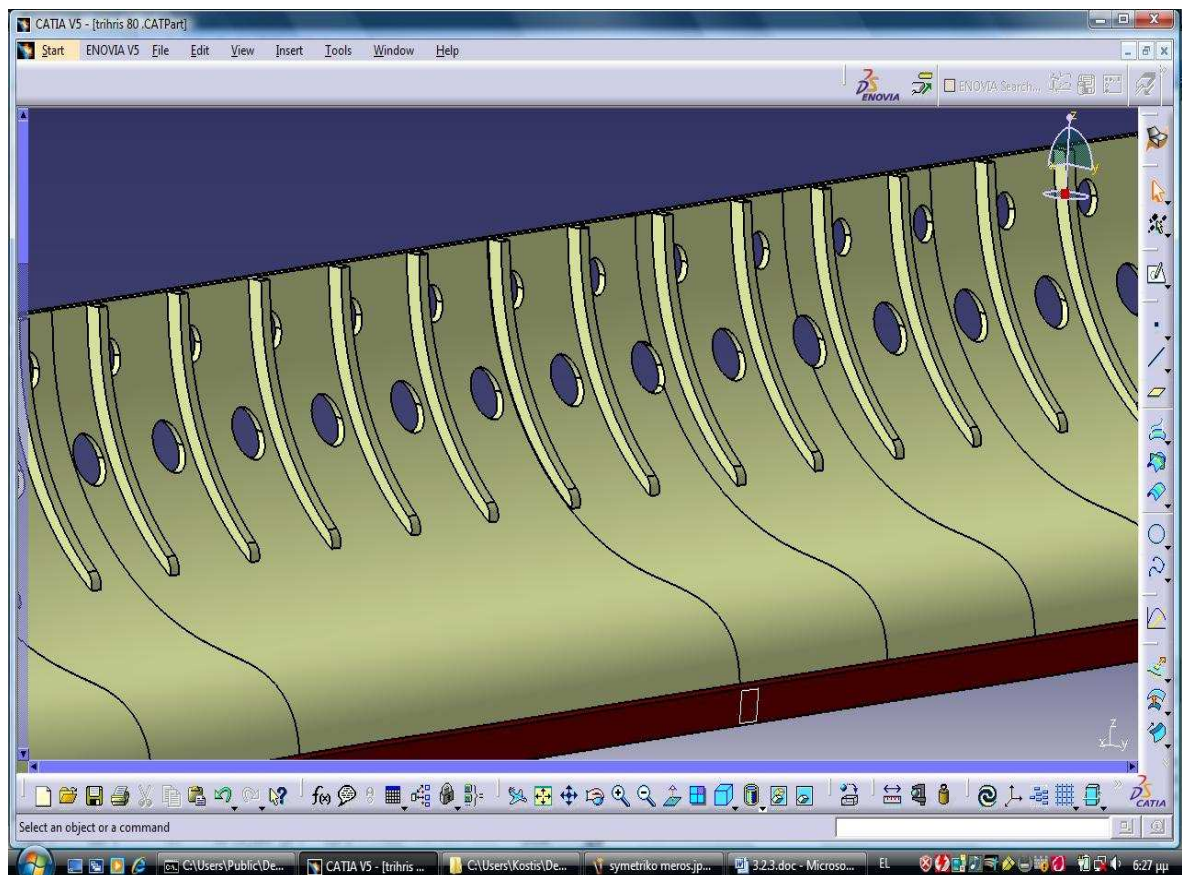 CATIA V5 - [trihris 80 .CATPart]
Start ENOVIA V5 File Edit View Insert Tools Window Help
ENOVIA
ENOVIA Search...
z
y
z
x y
f(x)
CATIA
Select an object or a command
C:\Users\Public\De... CATIA V5 - [trihris ... C:\Users\Kostis\De... symetriko meros.jp... 3.2.3.doc - Microso... EL 6:27 μμ